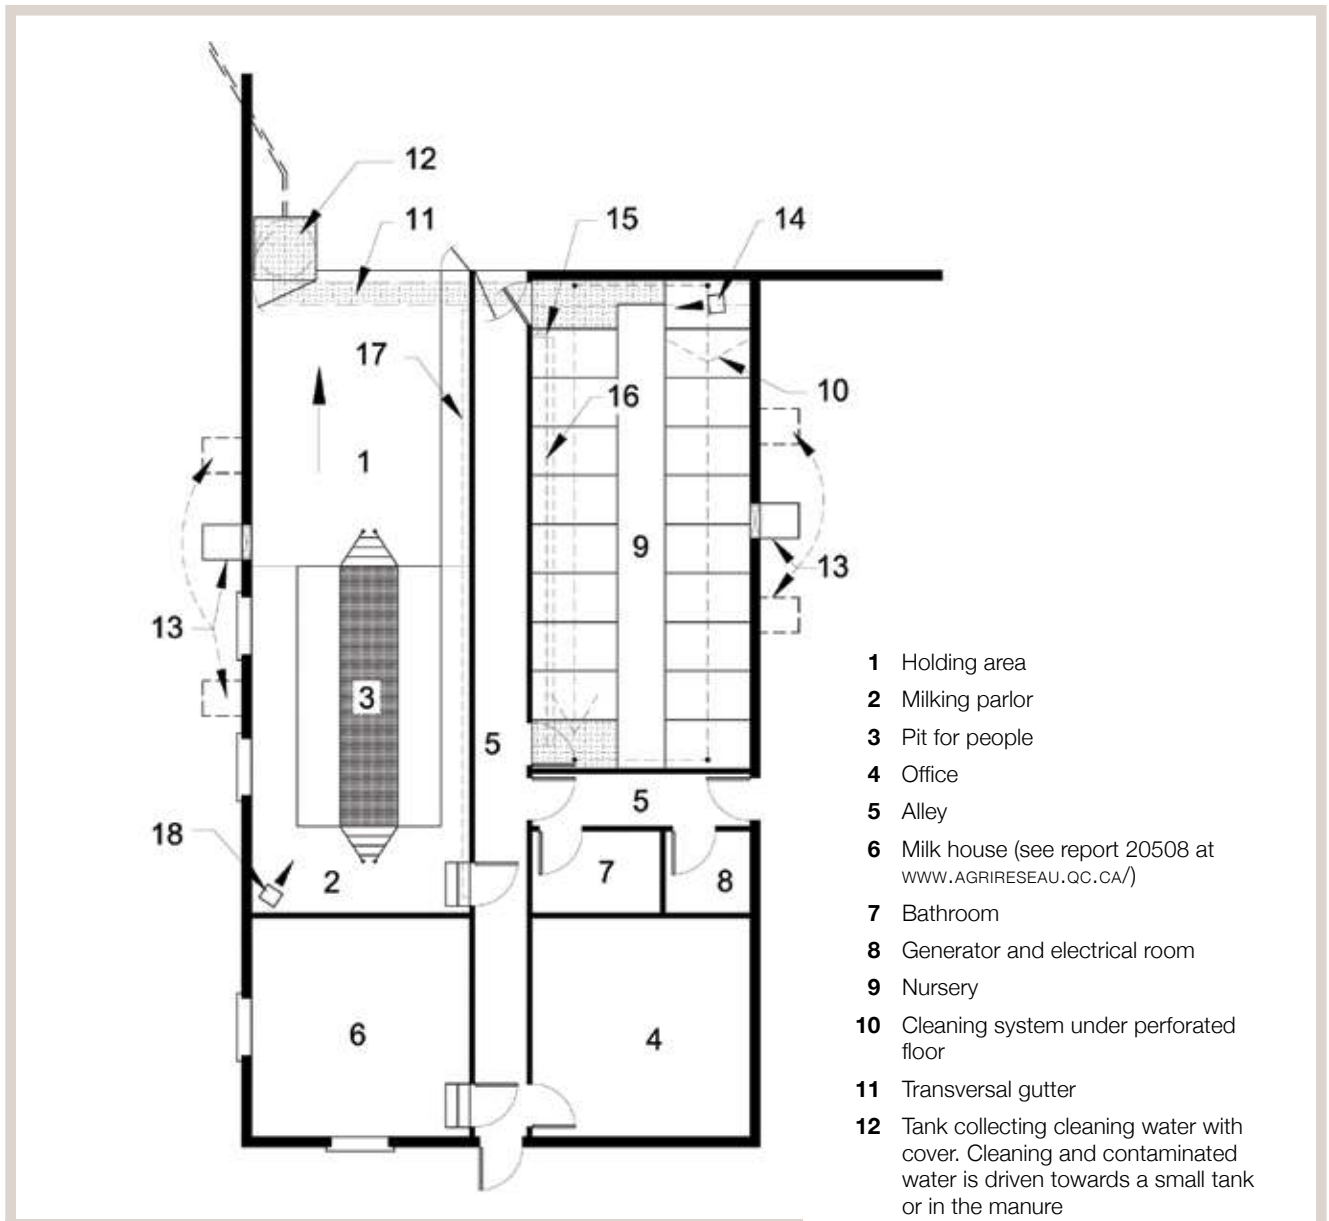 12
11
15
14
17
16
10
1
9
13
13
3
5
5
18
2
7
8
6
4
1 Holding area
2 Milking parlor
3 Pit for people
4 Office
5 Alley
6 Milk house (see report 20508 at
WWW.AGRIRESEAU.QC.CA/)
7 Bathroom
8 Generator and electrical room
9 Nursery
10 Cleaning system under perforated
floor
11 Transversal gutter
12 Tank collecting cleaning water with
cover. Cleaning and contaminated
water is driven towards a small tank
or in the manure